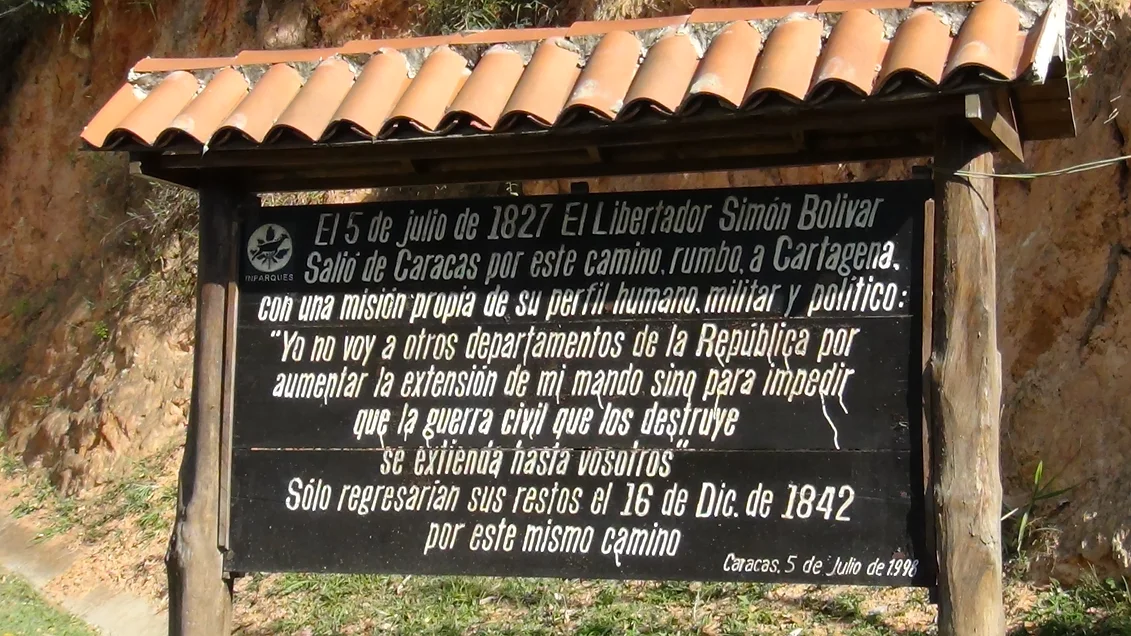 El 5 de julio de 1827 El Libertador Simón Bolivar
INPARQUES
Salió de Caracas por este camino, rumbo, a Cartagena,
con una misión propia de su perfil humano, militar y político:
"Yo no voy a otros departamentos de la República por
aumentar la extensión de mi mando sino para impedir
que la guerra civil que los destruye
se extienda hasta vosotros"
Sólo regresarían sus restos el 16 de Dic. de 1842
por este mismo camino
Caracas, 5 de Julio de 1.998